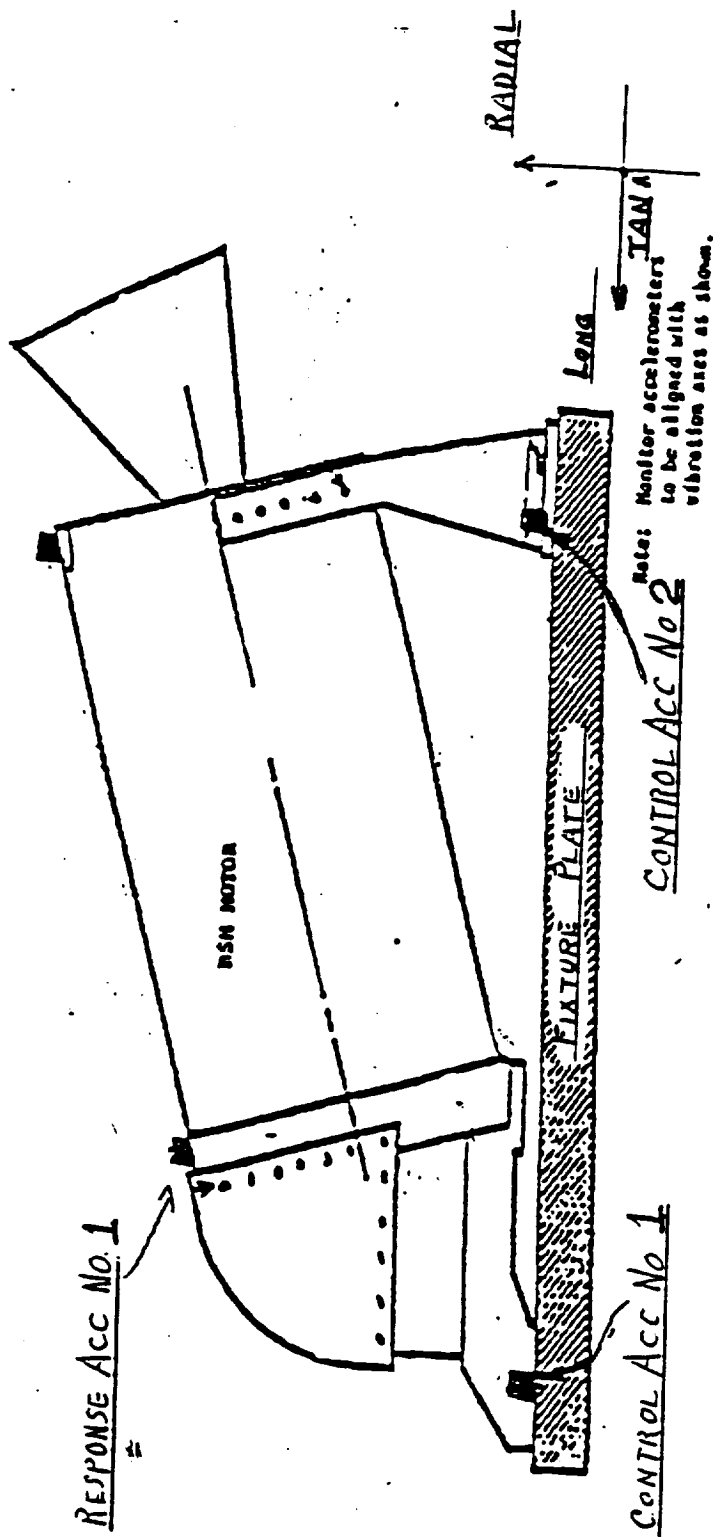 RADIAL
RESPONSE ACC No. 1
BSM MOTOR
LONG
TAN
Note: Monitor accelerometers
to be aligned with
vibration axes as shown.
FIXTURE PLATE
CONTROL ACC No 1
CONTROL ACC No 2